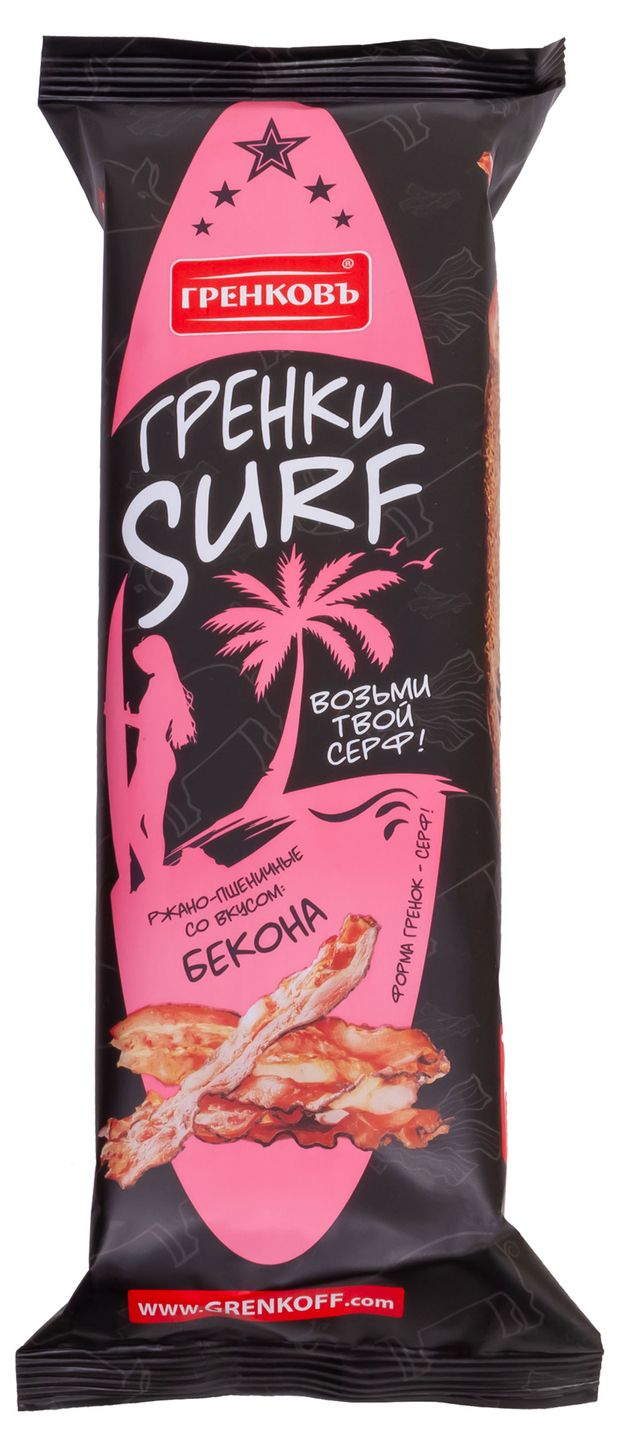 ГРЕНКОВЪ®
ГРЕНКИ
SURF
ВОЗЬМИ
ТВОЙ
СЕРФ!
РЖАНО-ПШЕНИЧНЫЕ
СО ВКУСОМ:
БЕКОНА
ФОРМА ГРЕНОК - СЕРФ!
www.GRENKOFF.com